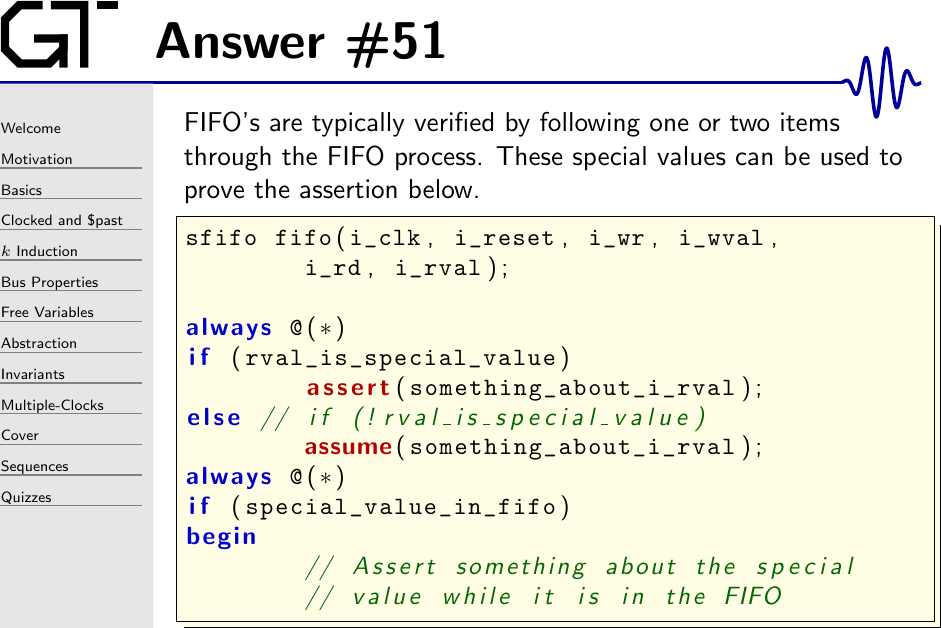 GT
Answer #51
Welcome
Motivation
Basics
Clocked and $past
k Induction
Bus Properties
Free Variables
Abstraction
Invariants
Multiple-Clocks
Cover
Sequences
Quizzes
FIFO's are typically verified by following one or two items
through the FIFO process. These special values can be used to
prove the assertion below.
sfifo fifo(i_clk, i_reset, i_wr, i_wval,
        i_rd, i_rval);
always @(*)
if (rval_is_special_value)
        assert(something_about_i_rval);
else // if (!rval_is_special_value)
        assume(something_about_i_rval);
always @(*)
if (special_value_in_fifo)
begin
        // Assert something about the special
        // value while it is in the FIFO